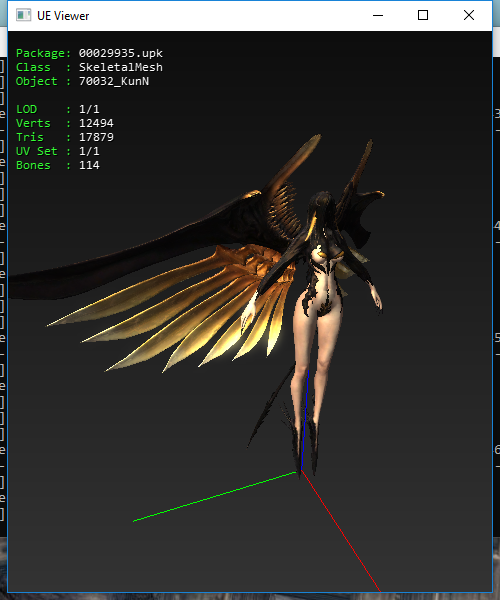 UE Viewer
Package: 00029935.upk
Class : SkeletalMesh
Object : 70032_KunN
LOD : 1/1
Verts : 12494
Tris : 17879
UV Set : 1/1
Bones : 114